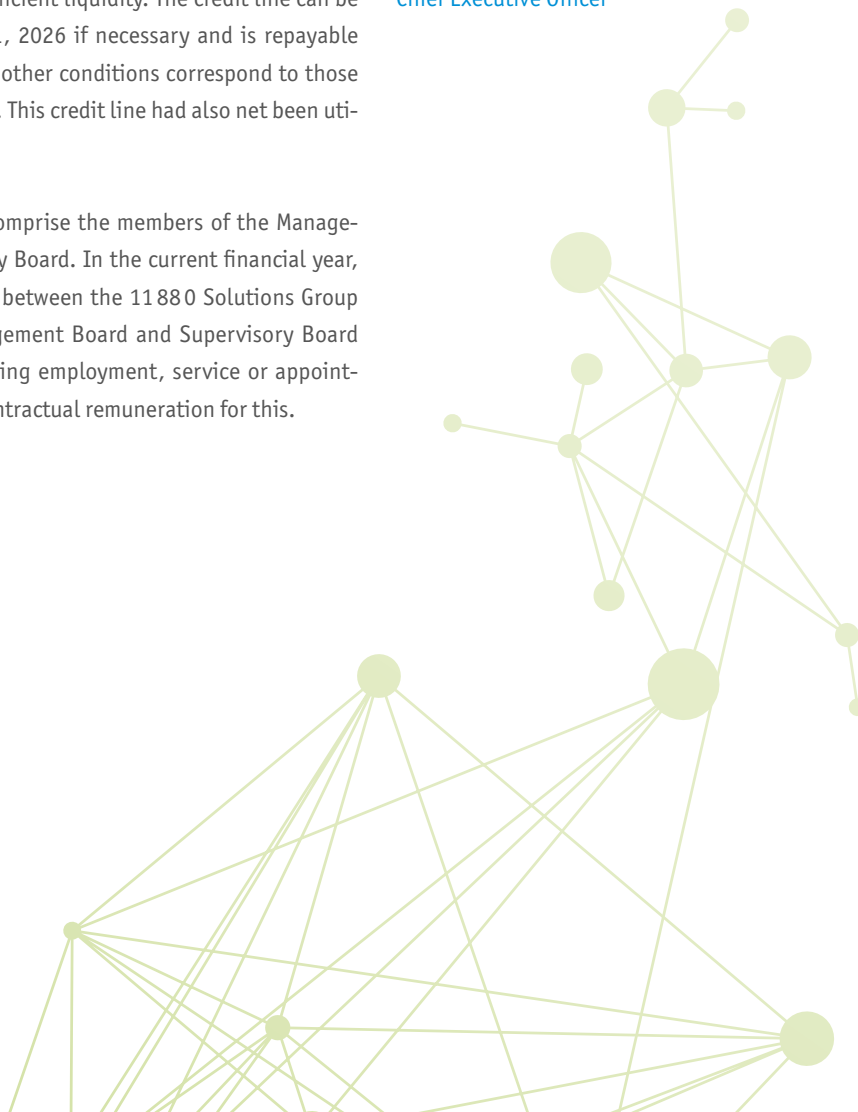 ncient liquidity. The credit line can be
, 2026 if necessary and is repayable
other conditions correspond to those
. This credit line had also net been uti-
omprise the members of the Manage-
y Board. In the current financial year,
between the 11880 Solutions Group
gement Board and Supervisory Board
ing employment, service or appoint-
ntractual remuneration for this.
Chief Executive Officer